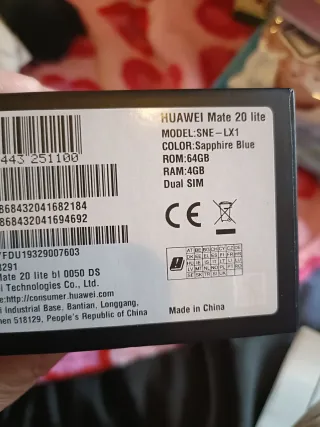 HUAWEI Mate 20 lite
MODEL:SNE-LX1
COLOR:Sapphire Blue
ROM:64GB
RAM:4GB
Dual SIM
443 251100
868432041682184
868432041694692
FDU19329007603
3291
Mate 20 lite bl 0050 DS
i Technologies Co., Ltd.
e:http://consumer.huawei.com
i Industrial Base, Bantian, Longgang,
hen 518129, People's Republic of China
CE
Made in China